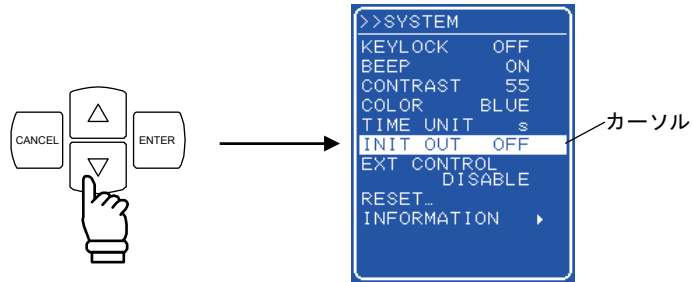 CANCEL
△
ENTER
▽
>>SYSTEM
KEYLOCK OFF
BEEP ON
CONTRAST 55
COLOR BLUE
TIME UNIT s
INIT OUT OFF
EXT CONTROL
DISABLE
RESET…
INFORMATION ▶
カーソル